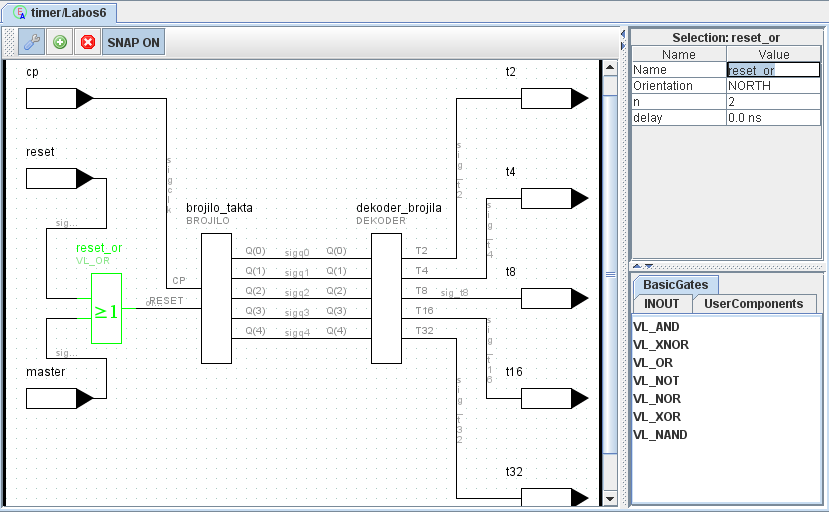 timer/Labos6
SNAP ON
cp
reset
sig...
reset_or
VL_OR
≥1
sig...
master
sigclk
brojilo_takta
BROJILO
CP
RESET
Q(0)
Q(1)
Q(2)
Q(3)
Q(4)
sigq0
sigq1
sigq2
sigq3
sigq4
dekoder_brojila
DEKODER
Q(0)
Q(1)
Q(2)
Q(3)
Q(4)
T2
T4
T8
T16
T32
sig_t2
sig_t4
sig_t8
sig_t16
sig_t32
t2
t4
t8
t16
t32
Selection: reset_or
Name Value
Name reset_or
Orientation NORTH
n 2
delay 0.0 ns
BasicGates
INOUT UserComponents
VL_AND
VL_XNOR
VL_OR
VL_NOT
VL_NOR
VL_XOR
VL_NAND